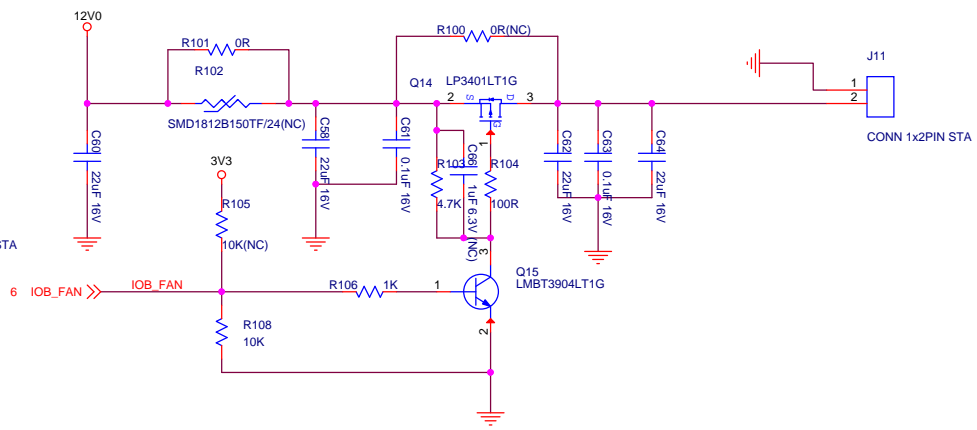 12V0
R101
0R
R102
SMD1812B150TF/24(NC)
R100
0R(NC)
Q14
LP3401LT1G
2
S
D
3
G
1
J11
1
2
CONN 1x2PIN STA
C60
22uF 16V
C58
22uF 16V
C61
0.1uF 16V
R103
4.7K
C66
1uF 6.3V (NC)
R104
100R
C62
22uF 16V
C63
0.1uF 16V
C64
22uF 16V
3V3
R105
10K(NC)
STA
6
IOB_FAN
IOB_FAN
R106
1K
1
3
2
Q15
LMBT3904LT1G
R108
10K